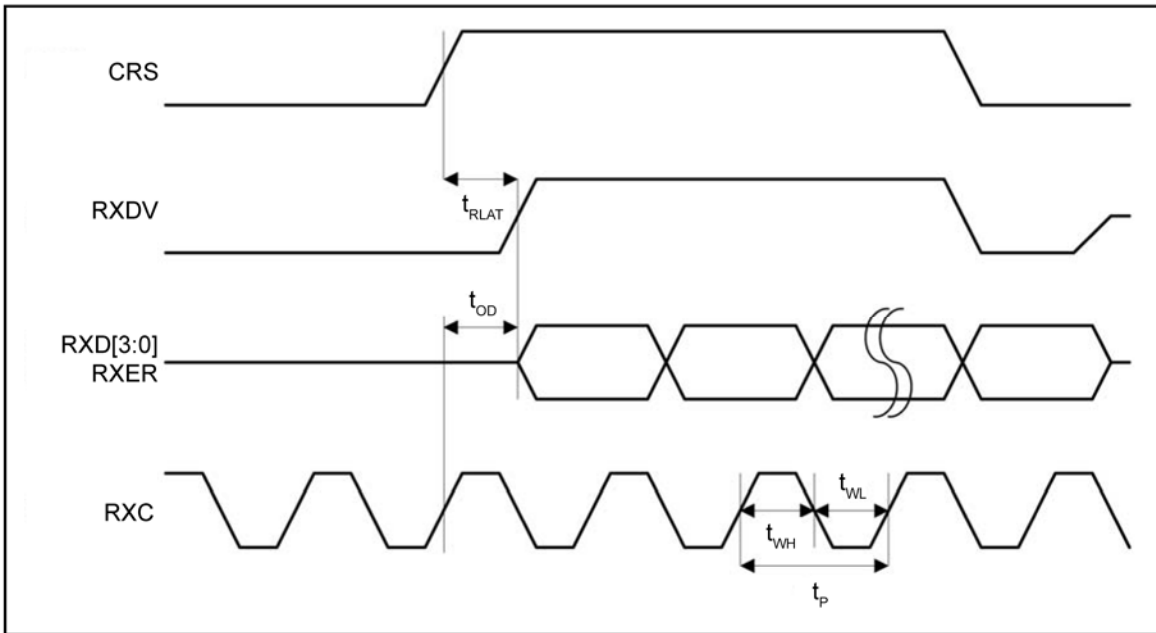 CRS
RXDV
tRLAT
tOD
RXD[3:0]
RXER
RXC
tWL
tWH
tP